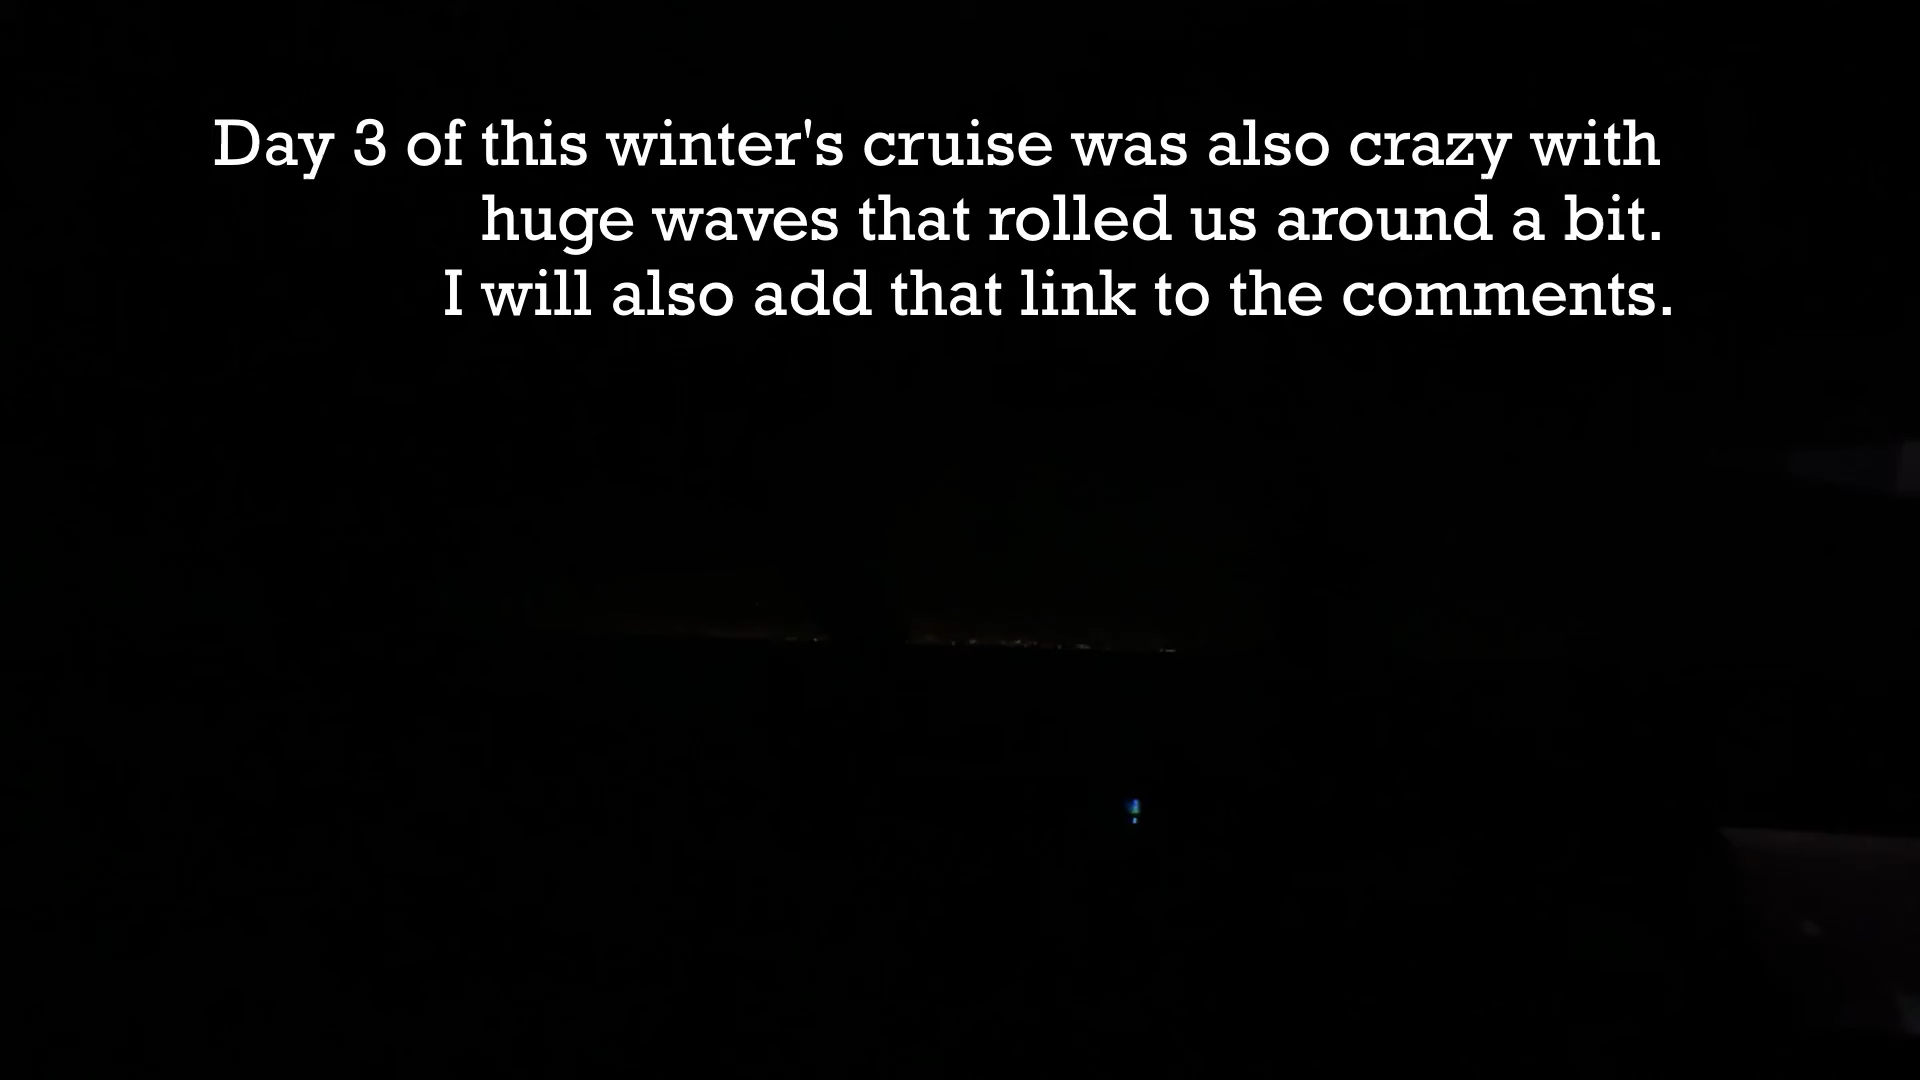 Day 3 of this winter's cruise was also crazy with
huge waves that rolled us around a bit.
I will also add that link to the comments.